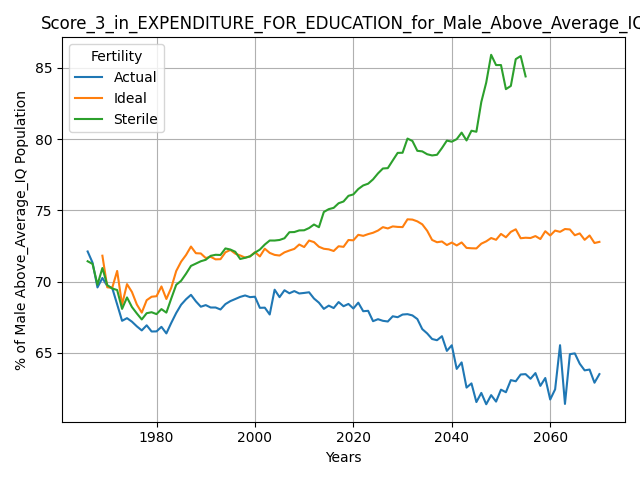 Score_3_in_EXPENDITURE_FOR_EDUCATION_for_Male_Above_Average_IQ
Fertility
Actual
Ideal
Sterile
% of Male Above_Average_IQ Population
85
80
75
70
65
1980 2000 2020 2040 2060
Years